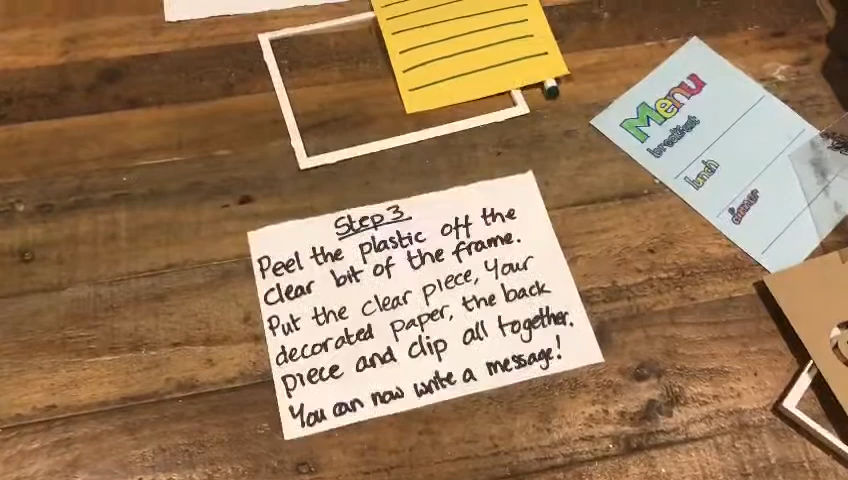 Menu
breakfast
lunch
dinner
Step 3
Peel the plastic off the
clear bit of the frame.
Put the clear piece, your
decorated paper, the back
piece and clip all together.
You can now write a message!